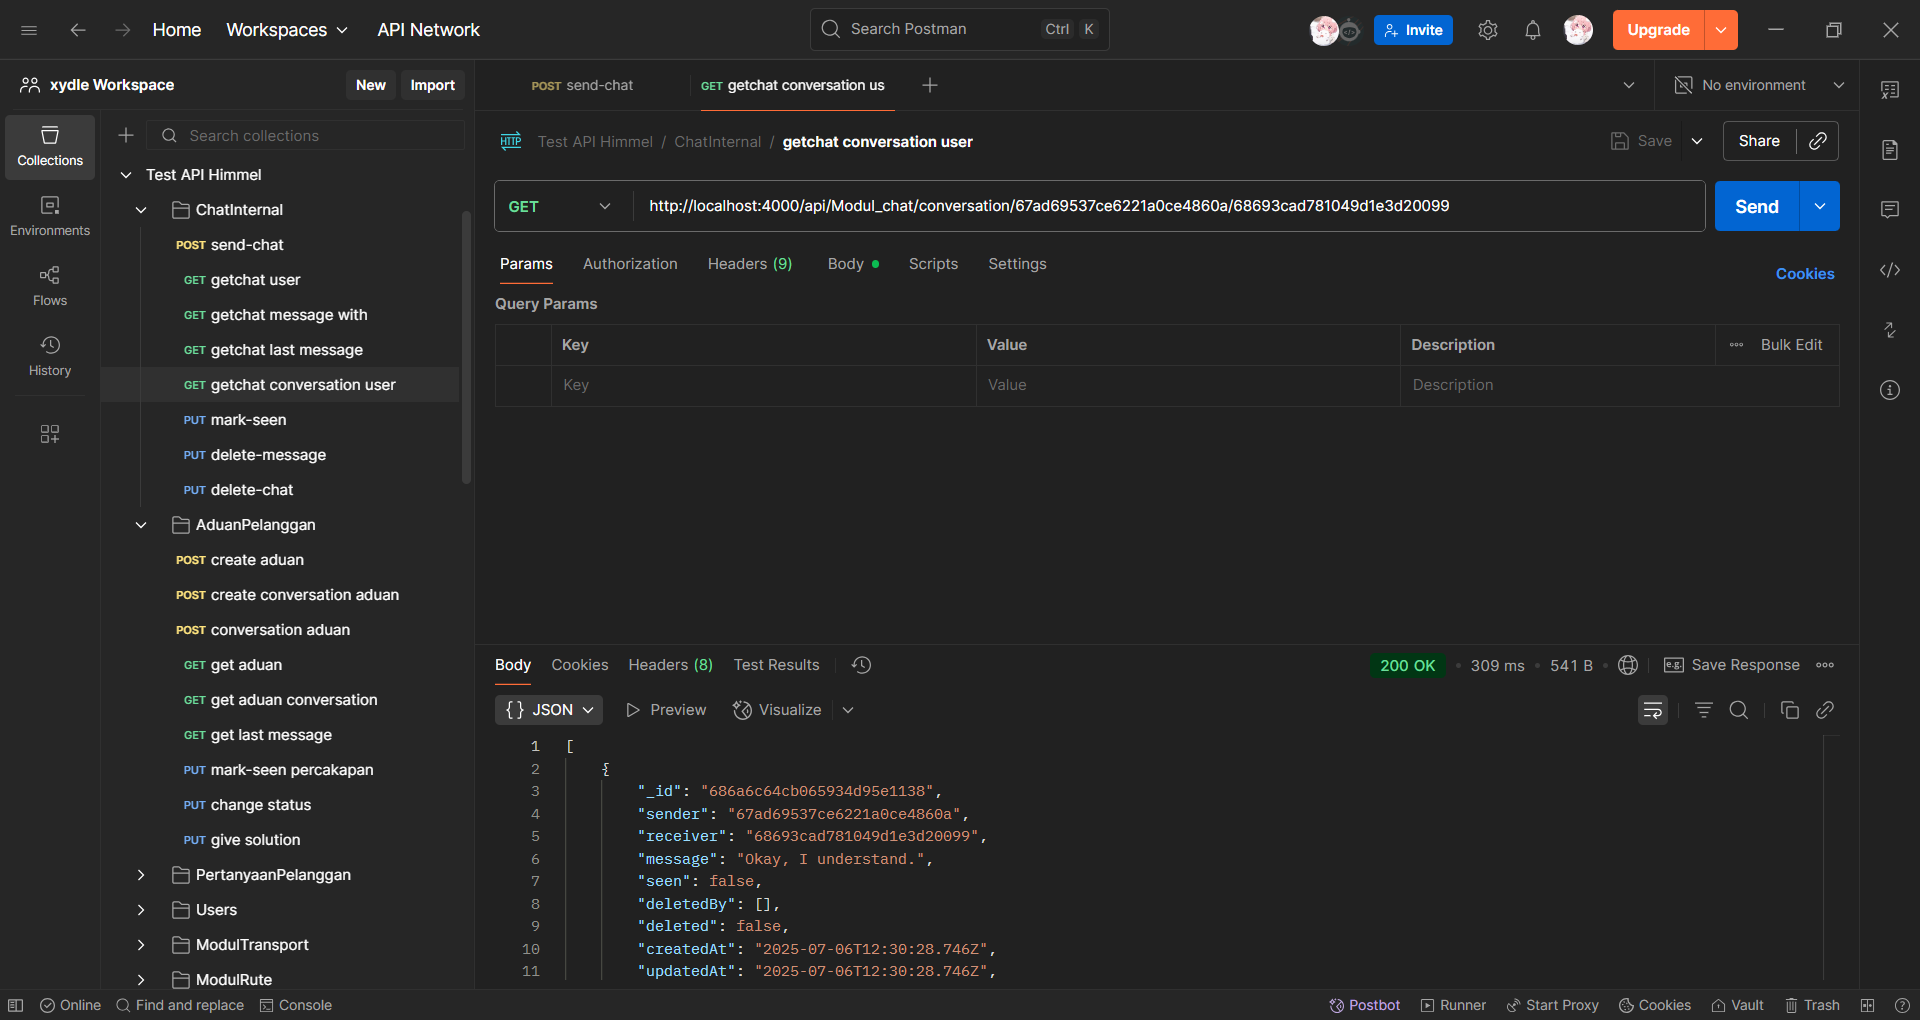 Home
Workspaces
API Network
Search Postman
Ctrl K
Invite
Upgrade
xydle Workspace
New
Import
POST send-chat
GET getchat conversation us
No environment
Collections
Environments
Flows
History
Search collections
Test API Himmel
ChatInternal
POST send-chat
GET getchat user
GET getchat message with
GET getchat last message
GET getchat conversation user
PUT mark-seen
PUT delete-message
PUT delete-chat
AduanPelanggan
POST create aduan
POST create conversation aduan
POST conversation aduan
GET get aduan
GET get aduan conversation
GET get last message
PUT mark-seen percakapan
PUT change status
PUT give solution
PertanyaanPelanggan
Users
ModulTransport
ModulRute
HTTP Test API Himmel / ChatInternal / getchat conversation user
Save
Share
GET http://localhost:4000/api/Modul_chat/conversation/67ad69537ce6221a0ce4860a/68693cad781049d1e3d20099
Send
Params Authorization Headers (9) Body Scripts Settings
Cookies
Query Params
Key Value Description Bulk Edit
Key Value Description
Body Cookies Headers (8) Test Results
200 OK • 309 ms • 541 B • e.g. Save Response
{} JSON Preview Visualize
1 [
2 {
3 "_id": "686a6c64cb065934d95e1138",
4 "sender": "67ad69537ce6221a0ce4860a",
5 "receiver": "68693cad781049d1e3d20099",
6 "message": "Okay, I understand.",
7 "seen": false,
8 "deletedBy": [],
9 "deleted": false,
10 "createdAt": "2025-07-06T12:30:28.746Z",
11 "updatedAt": "2025-07-06T12:30:28.746Z",
Online Find and replace Console
Postbot Runner Start Proxy Cookies Vault Trash